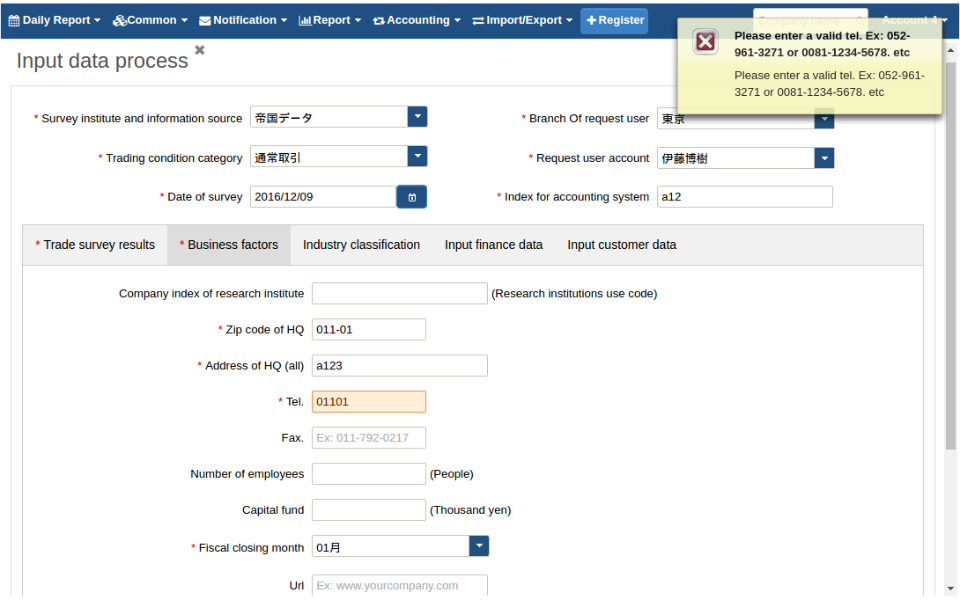 Daily Report Common Notification Report Accounting Import/Export + Register Company name Account 4
Please enter a valid tel. Ex: 052-
961-3271 or 0081-1234-5678. etc
Please enter a valid tel. Ex: 052-961-
3271 or 0081-1234-5678. etc
Input data process
* Survey institute and information source 帝国データ * Branch Of request user 東京
* Trading condition category 通常取引 * Request user account 伊藤博樹
* Date of survey 2016/12/09 * Index for accounting system a12
* Trade survey results * Business factors Industry classification Input finance data Input customer data
Company index of research institute (Research institutions use code)
* Zip code of HQ 011-01
* Address of HQ (all) a123
* Tel. 01101
Fax. Ex: 011-792-0217
Number of employees (People)
Capital fund (Thousand yen)
* Fiscal closing month 01月
Url Ex: www.yourcompany.com